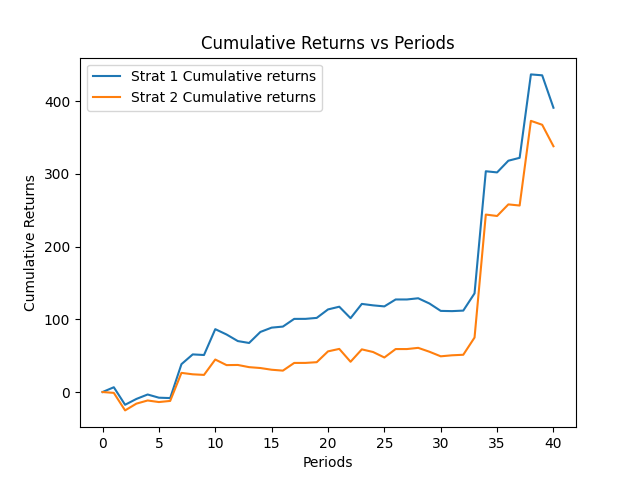 Cumulative Returns vs Periods
Strat 1 Cumulative returns
Strat 2 Cumulative returns
Cumulative Returns
400
300
200
100
0
0 5 10 15 20 25 30 35 40
Periods